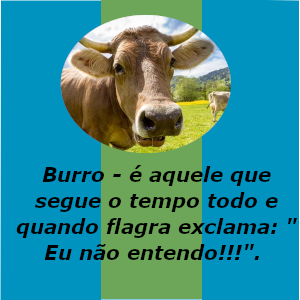 Burro - é aquele que
segue o tempo todo e
quando flagra exclama: "
Eu não entendo!!!".